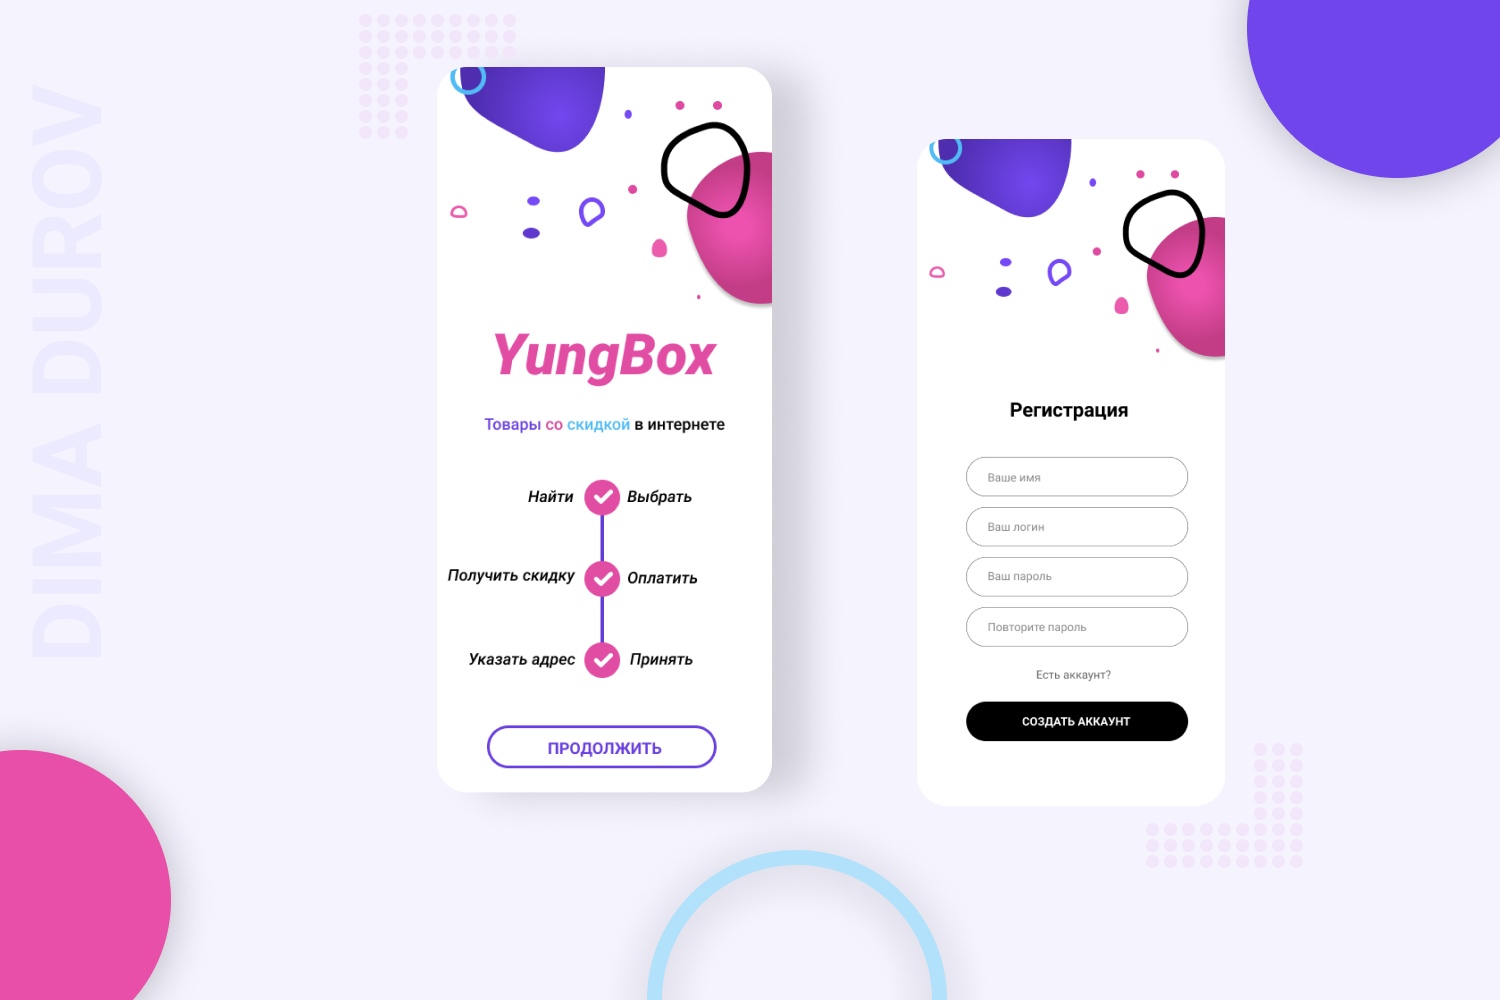 DIMA DUROV
YungBox
Товары со скидкой в интернете
Найти Выбрать
Получить скидку Оплатить
Указать адрес Принять
ПРОДОЛЖИТЬ
Регистрация
Ваше имя
Ваш логин
Ваш пароль
Повторите пароль
Есть аккаунт?
СОЗДАТЬ АККАУНТ